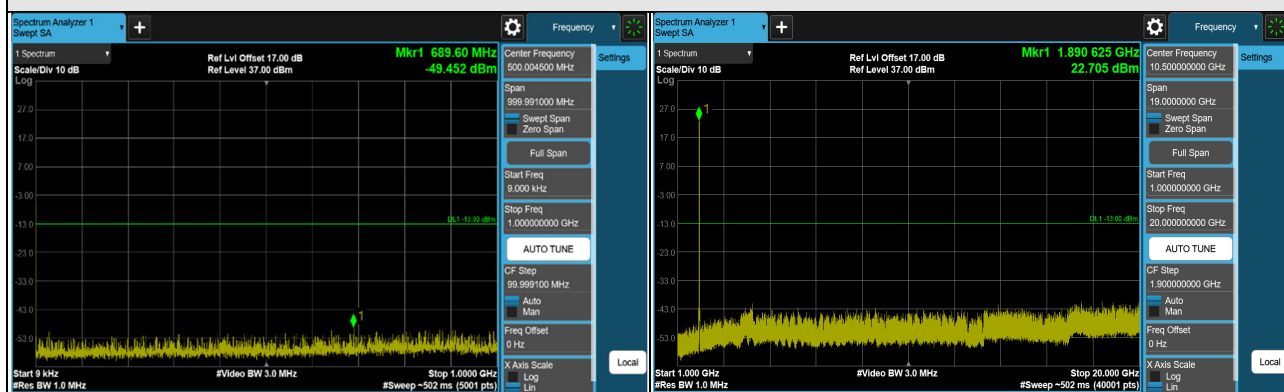 Spectrum Analyzer 1
Swept SA
+
Frequency
1 Spectrum
Scale/Div 10 dB
Log
Ref Lvl Offset 17.00 dB
Ref Level 37.00 dBm
Mkr1 689.60 MHz
-49.452 dBm
27.0
17.0
7.00
-3.00
-13.0
-23.0
-33.0
-43.0
-53.0
DL1 -13.00 dBm
1
Start 9 kHz
#Res BW 1.0 MHz
#Video BW 3.0 MHz
Stop 1.0000 GHz
#Sweep ~502 ms (5001 pts)
Center Frequency
500.004500 MHz
Settings
Span
999.991000 MHz
Swept Span
Zero Span
Full Span
Start Freq
9.000 kHz
Stop Freq
1.000000000 GHz
AUTO TUNE
CF Step
99.999100 MHz
Auto
Man
Freq Offset
0 Hz
X Axis Scale
Log
Lin
Local
Spectrum Analyzer 1
Swept SA
+
Frequency
1 Spectrum
Scale/Div 10 dB
Log
Ref Lvl Offset 17.00 dB
Ref Level 37.00 dBm
Mkr1 1.890 625 GHz
22.705 dBm
27.0
17.0
7.00
-3.00
-13.0
-23.0
-33.0
-43.0
-53.0
1
DL1 -13.00 dBm
Start 1.000 GHz
#Res BW 1.0 MHz
#Video BW 3.0 MHz
Stop 20.000 GHz
#Sweep ~502 ms (40001 pts)
Center Frequency
10.500000000 GHz
Settings
Span
19.0000000 GHz
Swept Span
Zero Span
Full Span
Start Freq
1.000000000 GHz
Stop Freq
20.000000000 GHz
AUTO TUNE
CF Step
1.900000000 GHz
Auto
Man
Freq Offset
0 Hz
X Axis Scale
Log
Lin
Local